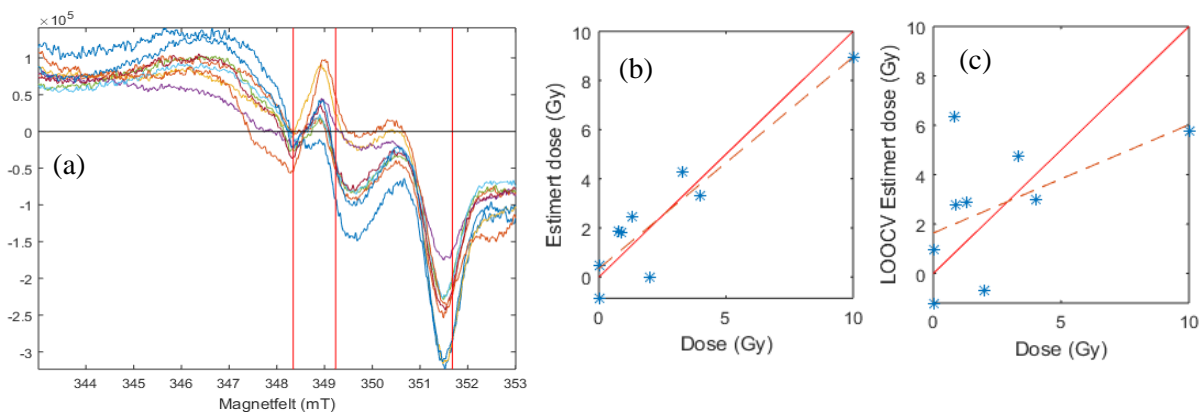 ×10⁵
1
0.5
0
-0.5
-1
-1.5
-2
-2.5
-3
(a)
344 345 346 347 348 349 350 351 352 353
Magnetfelt (mT)
(b)
Estimert dose (Gy)
10
8
6
4
2
0
0 5 10
Dose (Gy)
(c)
LOOCV Estimert dose (Gy)
10
8
6
4
2
0
0 5 10
Dose (Gy)